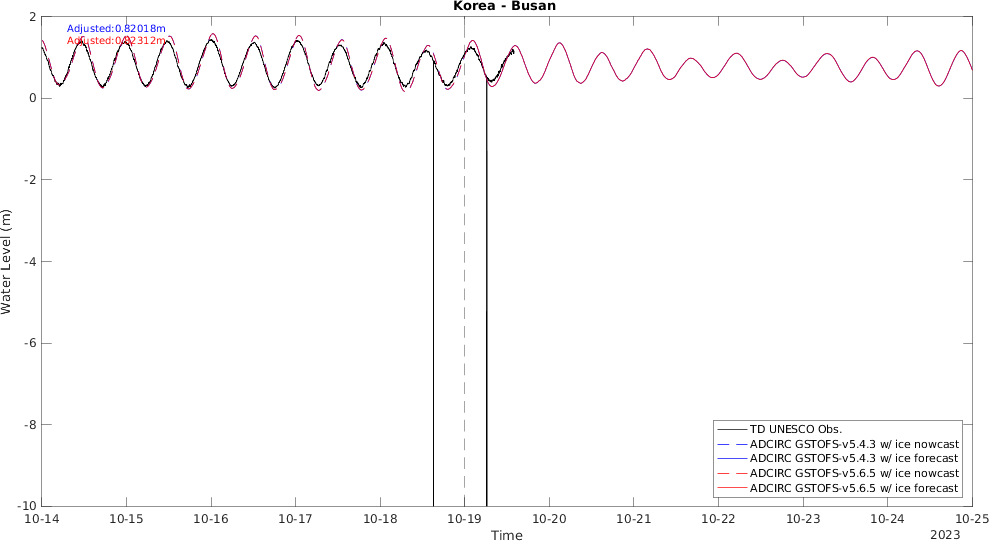 Korea - Busan
Adjusted:0.82018m
Adjusted:0.82312m
Water Level (m)
2
0
-2
-4
-6
-8
-10
TD UNESCO Obs.
ADCIRC GSTOFS-v5.4.3 w/ ice nowcast
ADCIRC GSTOFS-v5.4.3 w/ ice forecast
ADCIRC GSTOFS-v5.6.5 w/ ice nowcast
ADCIRC GSTOFS-v5.6.5 w/ ice forecast
10-14 10-15 10-16 10-17 10-18 10-19 10-20 10-21 10-22 10-23 10-24 10-25
Time
2023